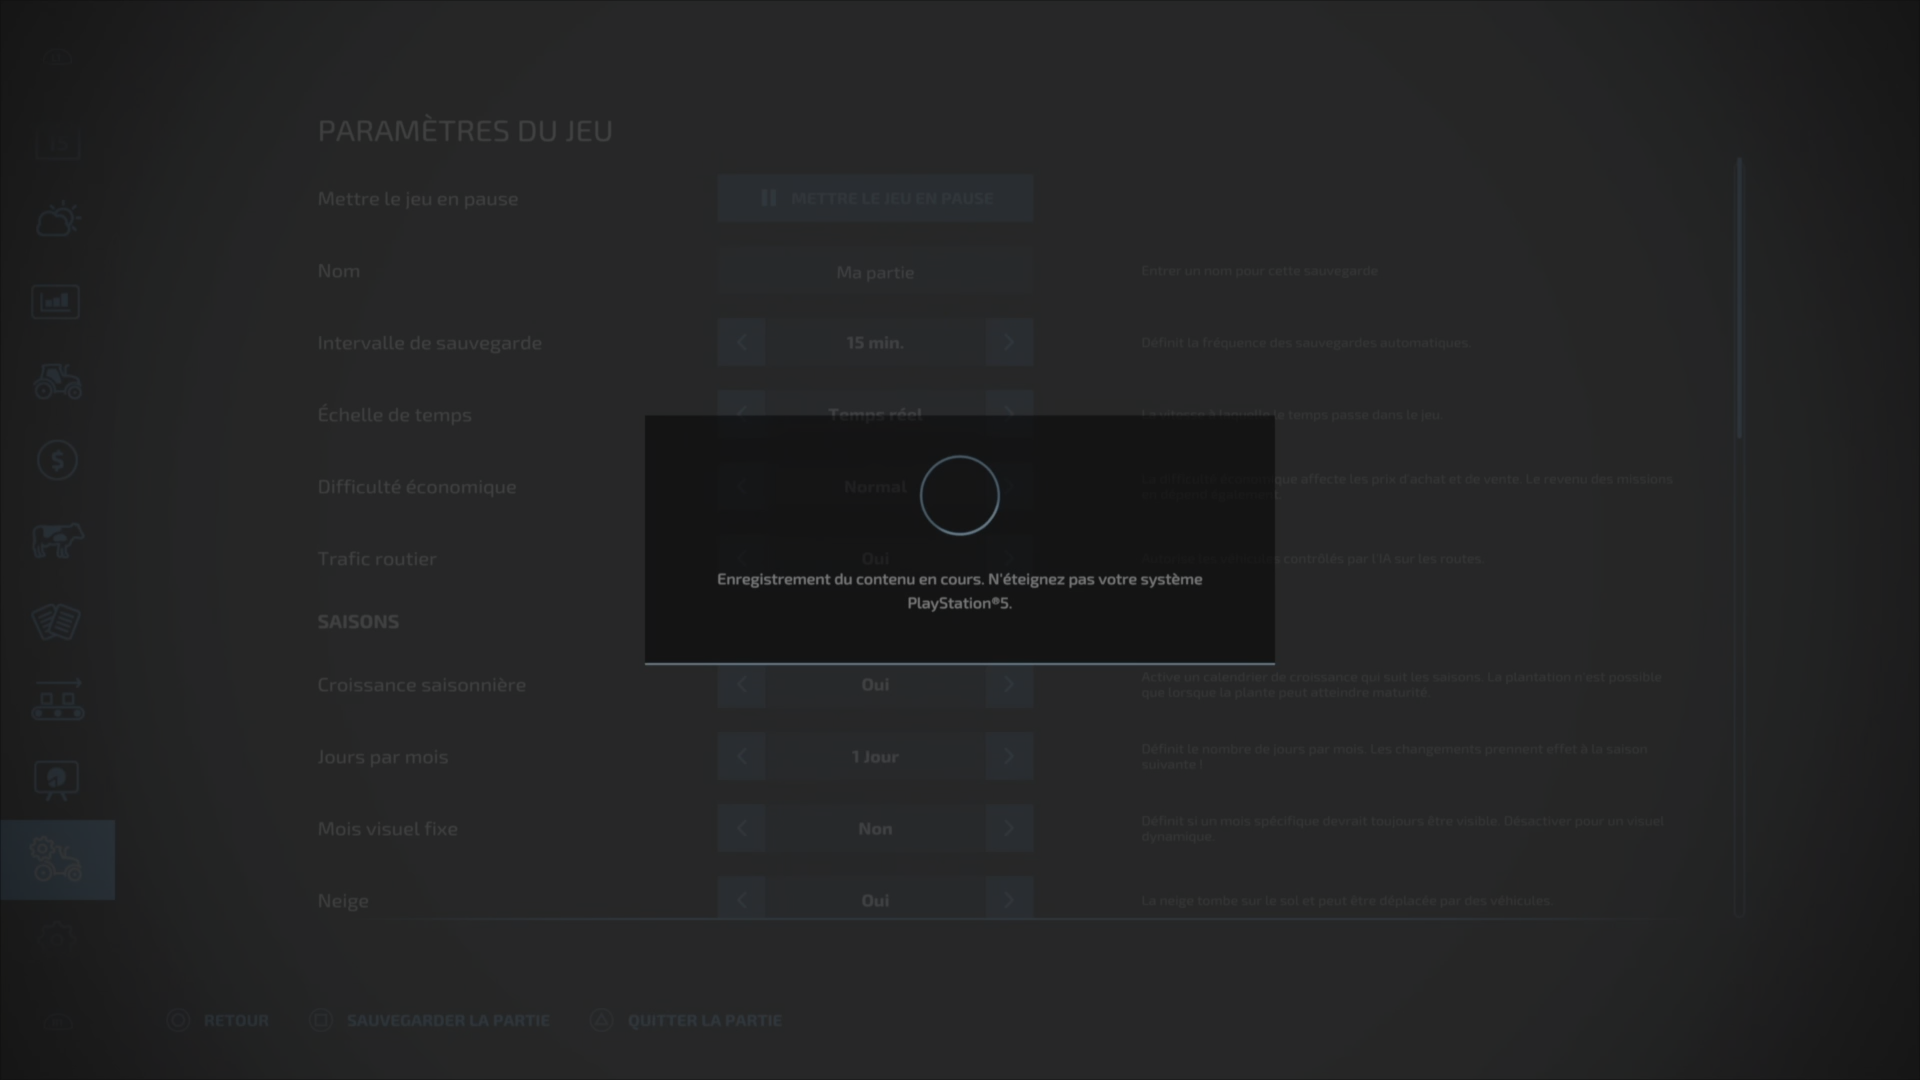 PARAMÈTRES DU JEU
Mettre le jeu en pause
METTRE LE JEU EN PAUSE
Nom
Ma partie
Entrer un nom pour cette sauvegarde
Intervalle de sauvegarde
15 min.
Définit la fréquence des sauvegardes automatiques.
Échelle de temps
Temps réel
La vitesse à laquelle le temps passe dans le jeu.
Difficulté économique
Normal
que affecte les prix d'achat et de vente. Le revenu des missions
Trafic routier
Oui
contrôlés par l'IA sur les routes.
Enregistrement du contenu en cours. N'éteignez pas votre système
PlayStation®5.
SAISONS
Croissance saisonnière
Oui
Active un calendrier de croissance qui suit les saisons. La plantation n'est possible
que lorsque la plante peut atteindre maturité.
Jours par mois
1 Jour
Définit le nombre de jours par mois. Les changements prennent effet à la saison
suivante !
Mois visuel fixe
Non
Définit si un mois spécifique devrait toujours être visible. Désactiver pour un visuel
dynamique.
Neige
Oui
La neige tombe sur le sol et peut être déplacée par des véhicules.
RETOUR
SAUVEGARDER LA PARTIE
QUITTER LA PARTIE